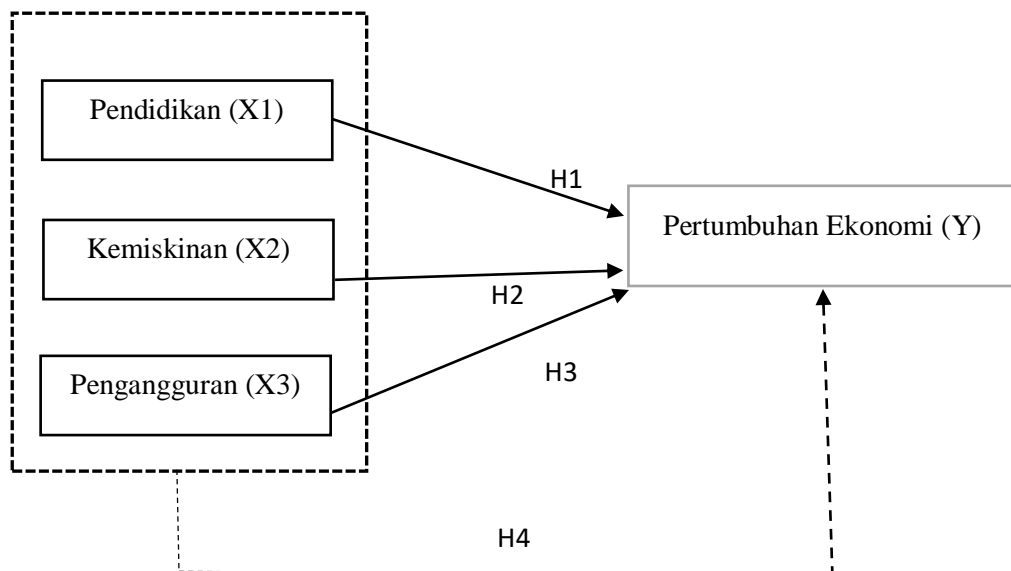 Pendidikan (X1)
H1
Pertumbuhan Ekonomi (Y)
Kemiskinan (X2)
H2
H3
Pengangguran (X3)
H4